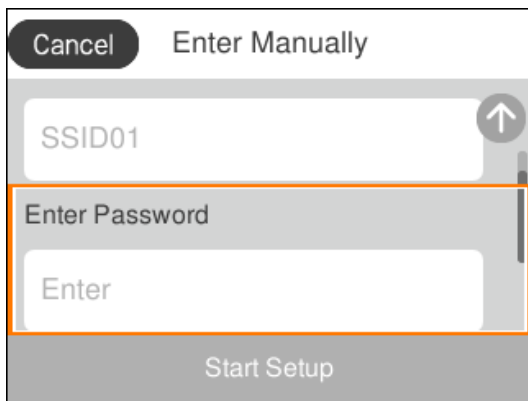 Cancel Enter Manually
SSID01
Enter Password
Enter
Start Setup